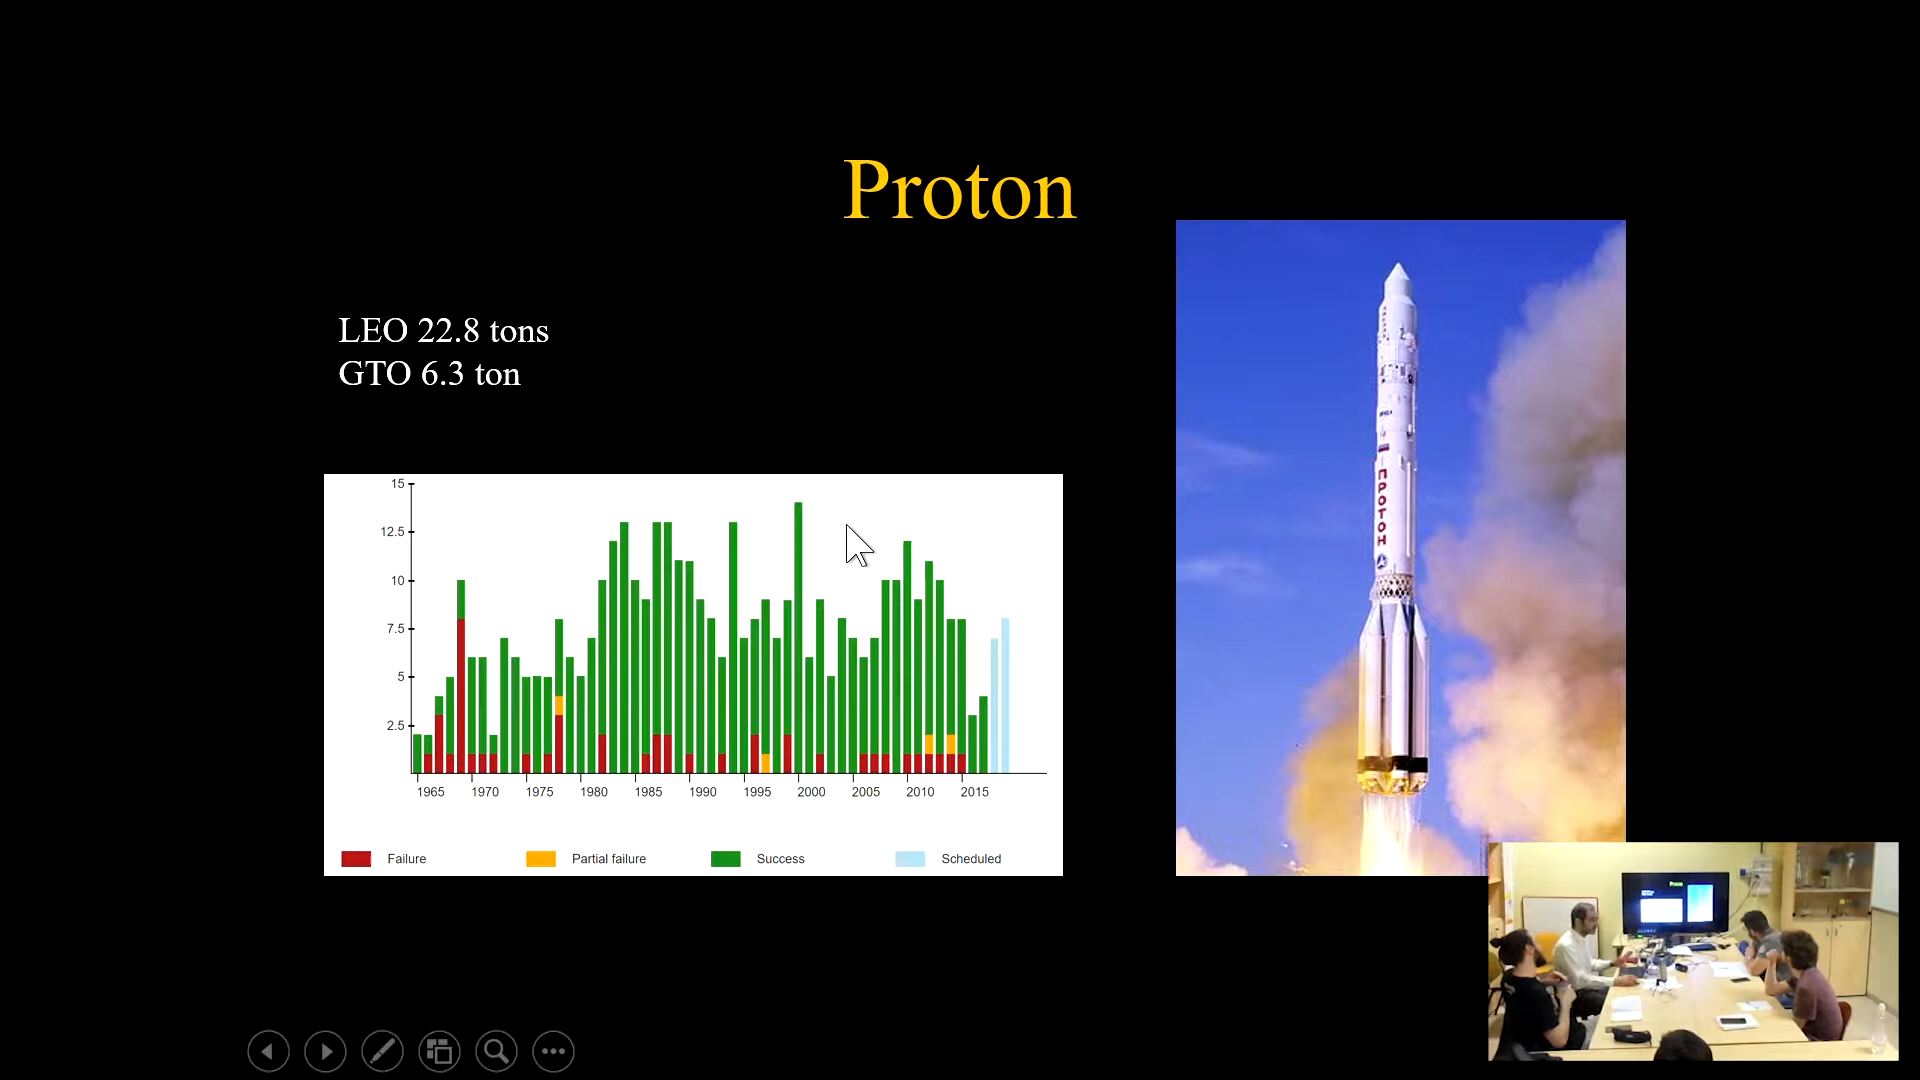 Proton
LEO 22.8 tons
GTO 6.3 ton
15
12.5
10
7.5
5
2.5
1965 1970 1975 1980 1985 1990 1995 2000 2005 2010 2015
Failure Partial failure Success Scheduled
ПРОТОН
Proton